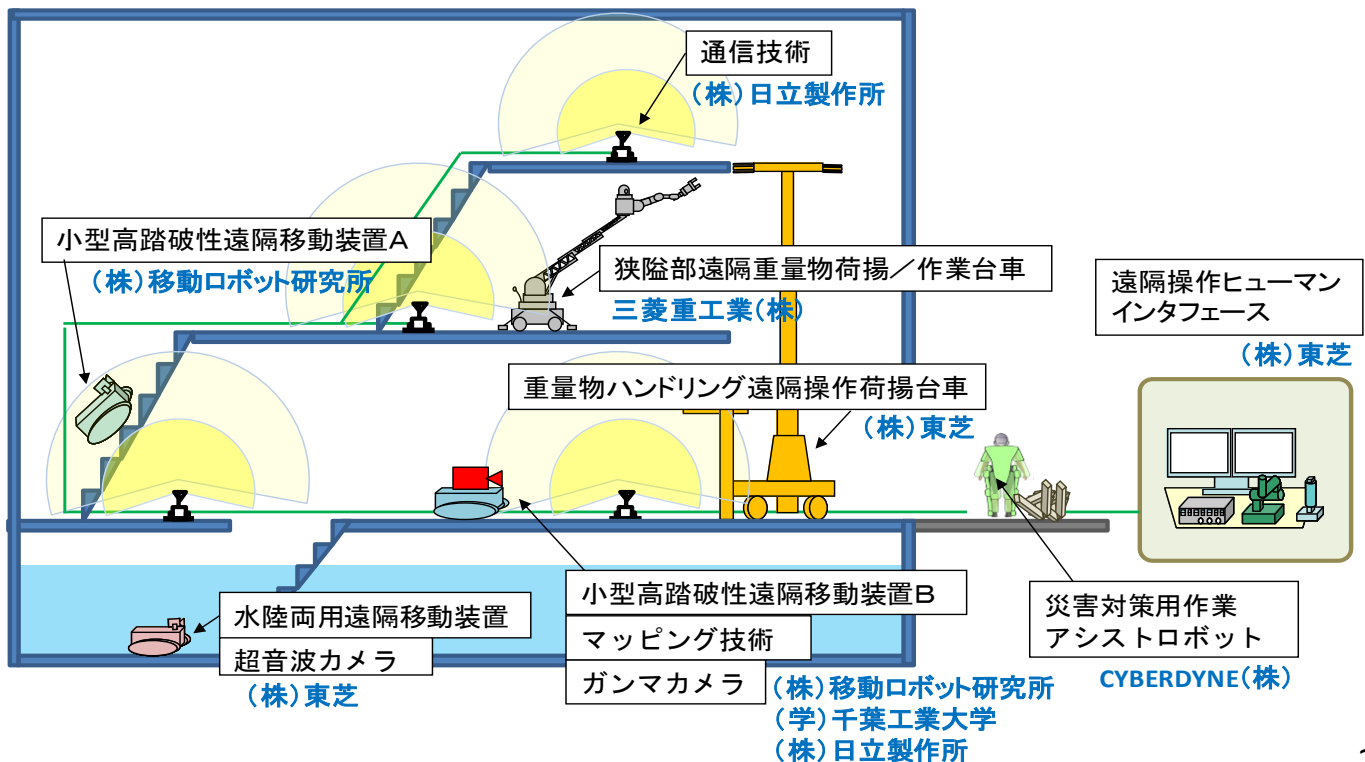 通信技術
（株）日立製作所
小型高踏破性遠隔移動装置Ａ
（株）移動ロボット研究所
狭隘部遠隔重量物荷揚／作業台車
三菱重工業（株）
遠隔操作ヒューマン
インタフェース
（株）東芝
重量物ハンドリング遠隔操作荷揚台車
（株）東芝
水陸両用遠隔移動装置
超音波カメラ
（株）東芝
小型高踏破性遠隔移動装置Ｂ
マッピング技術
ガンマカメラ
（株）移動ロボット研究所
（学）千葉工業大学
（株）日立製作所
災害対策用作業
アシストロボット
CYBERDYNE（株）